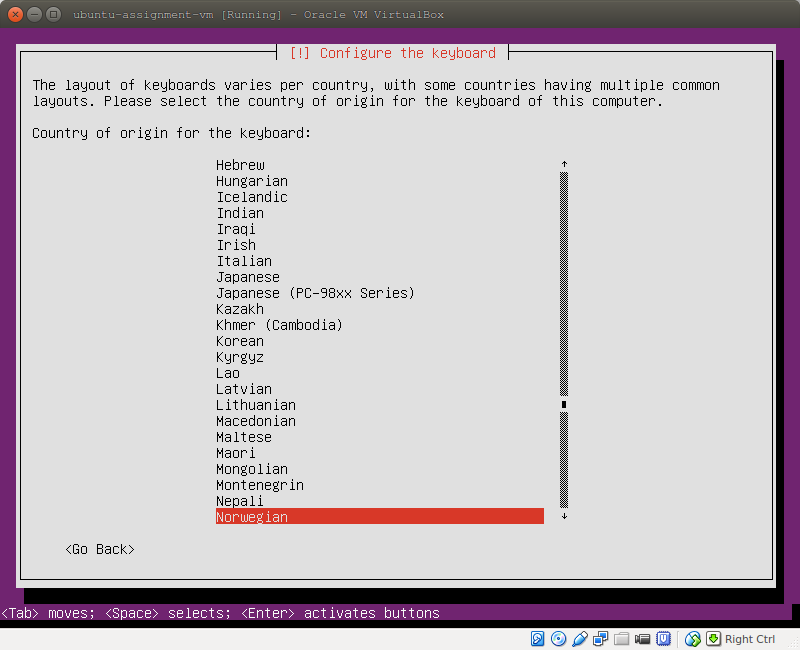 ubuntu-assignment-vm [Running] - Oracle VM VirtualBox
[!] Configure the keyboard
The layout of keyboards varies per country, with some countries having multiple common
layouts. Please select the country of origin for the keyboard of this computer.
Country of origin for the keyboard:
Hebrew
Hungarian
Icelandic
Indian
Iraqi
Irish
Italian
Japanese
Japanese (PC-98xx Series)
Kazakh
Khmer (Cambodia)
Korean
Kyrgyz
Lao
Latvian
Lithuanian
Macedonian
Maltese
Maori
Mongolian
Montenegrin
Nepali
Norwegian
<Go Back>
<Tab> moves; <Space> selects; <Enter> activates buttons
Right Ctrl